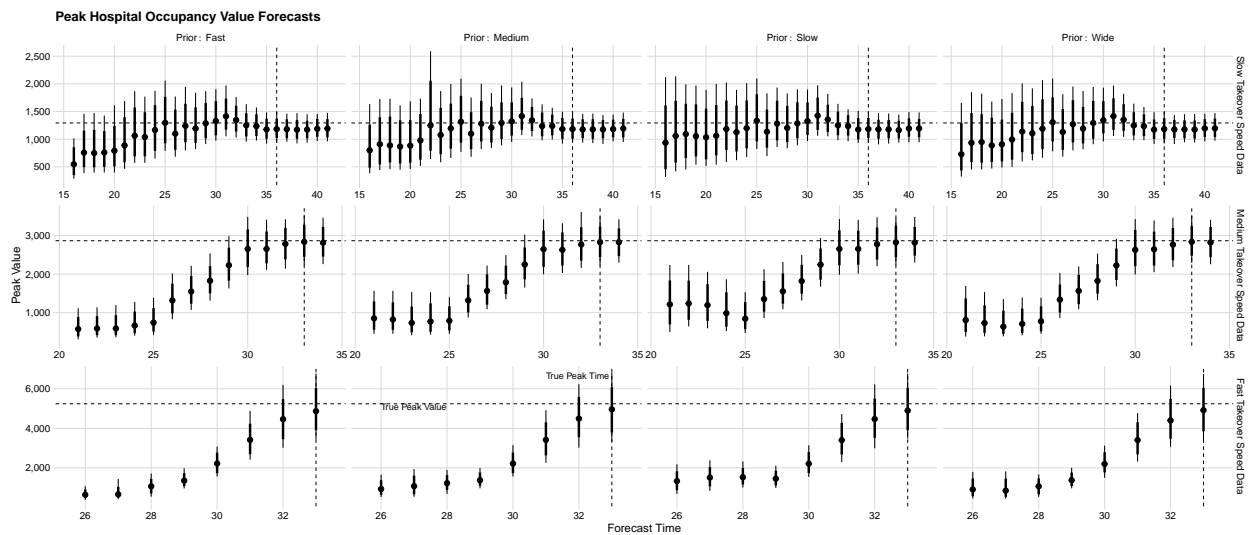 Peak Hospital Occupancy Value Forecasts
Prior: Fast
Prior: Medium
Prior: Slow
Prior: Wide
2,500
2,000
1,500
1,000
500
15 20 25 30 35 40
15 20 25 30 35 40
15 20 25 30 35 40
15 20 25 30 35 40
Slow Takeover Speed Data
Peak Value
3,000
2,000
1,000
20 25 30 35
20 25 30 35
20 25 30 35
20 25 30 35
Medium Takeover Speed Data
6,000
4,000
2,000
True Peak Time
True Peak Value
26 28 30 32
26 28 30 32
26 28 30 32
26 28 30 32
Fast Takeover Speed Data
Forecast Time